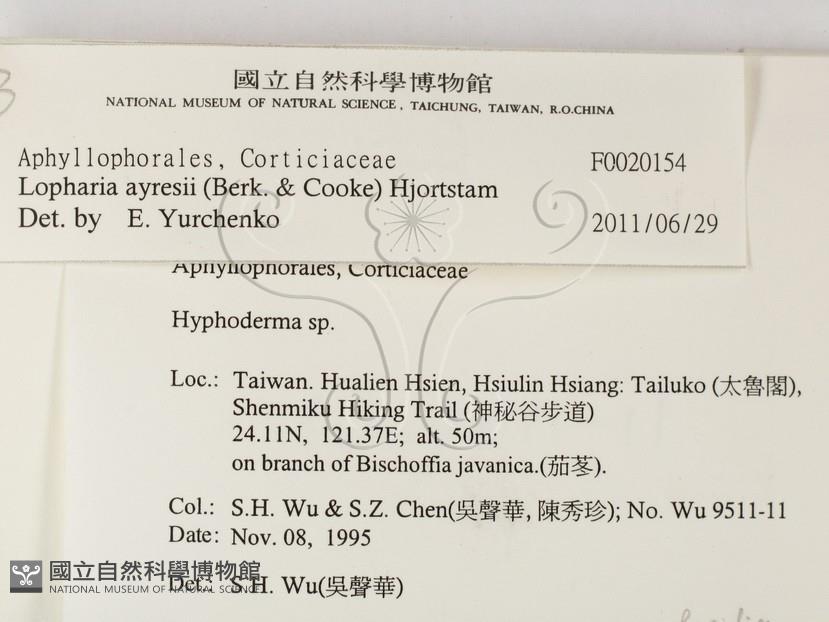 國立自然科學博物館
NATIONAL MUSEUM OF NATURAL SCIENCE, TAICHUNG, TAIWAN, R.O.CHINA
Aphyllophorales, Corticiaceae F0020154
Lopharia ayresii (Berk. & Cooke) Hjortstam
Det. by E. Yurchenko 2011/06/29
Aphyllophorales, Corticiaceae
Hyphoderma sp.
Loc.: Taiwan. Hualien Hsien, Hsiulin Hsiang: Tailuko (太魯閣),
Shenmiku Hiking Trail (神秘谷步道)
24.11N, 121.37E; alt. 50m;
on branch of Bischoffia javanica.(茄苳).
Col.: S.H. Wu & S.Z. Chen(吳聲華, 陳秀珍); No. Wu 9511-11
Date: Nov. 08, 1995
Det.: S.H. Wu(吳聲華)
國立自然科學博物館
NATIONAL MUSEUM OF NATURAL SCIENCE